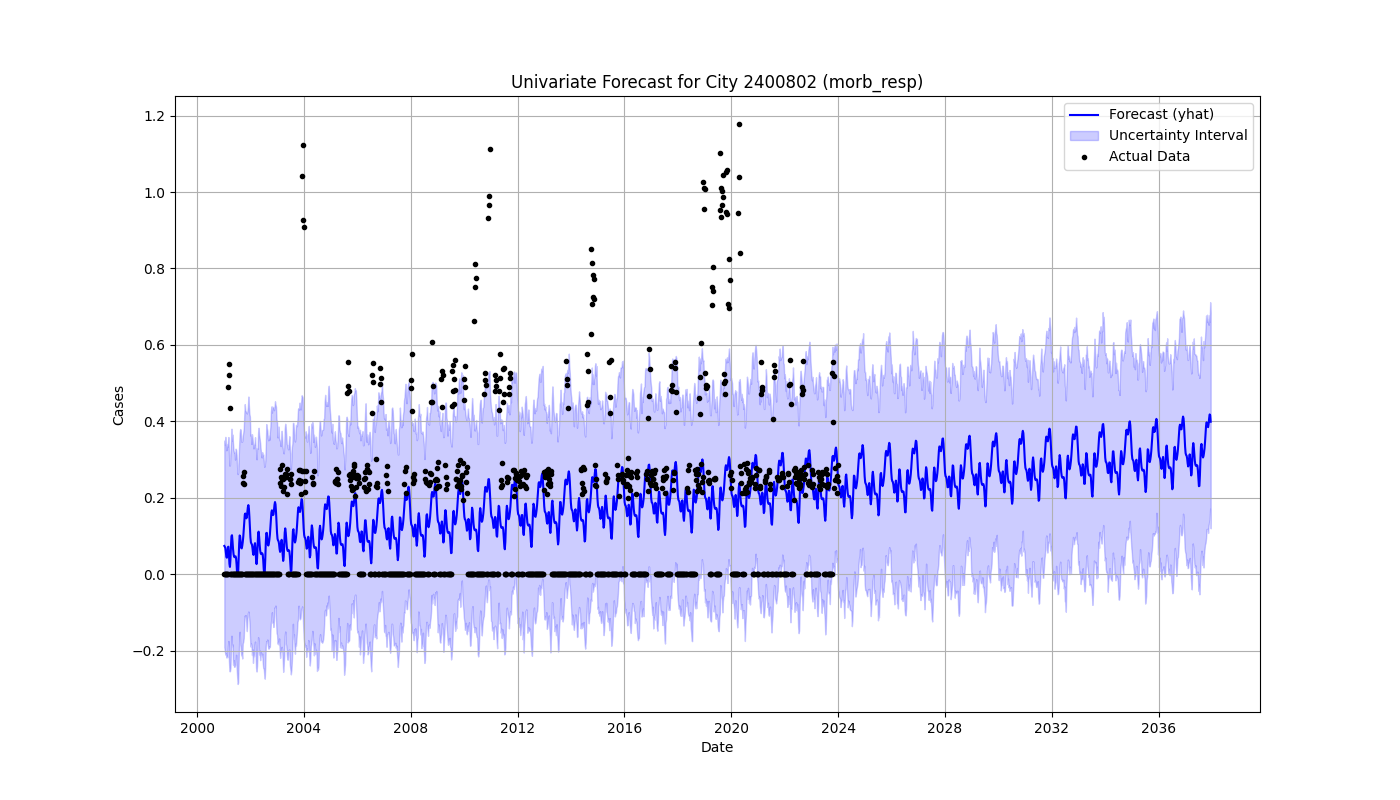 Univariate Forecast for City 2400802 (morb_resp)
Forecast (yhat)
Uncertainty Interval
Actual Data
Cases
1.2
1.0
0.8
0.6
0.4
0.2
0.0
−0.2
2000 2004 2008 2012 2016 2020 2024 2028 2032 2036
Date